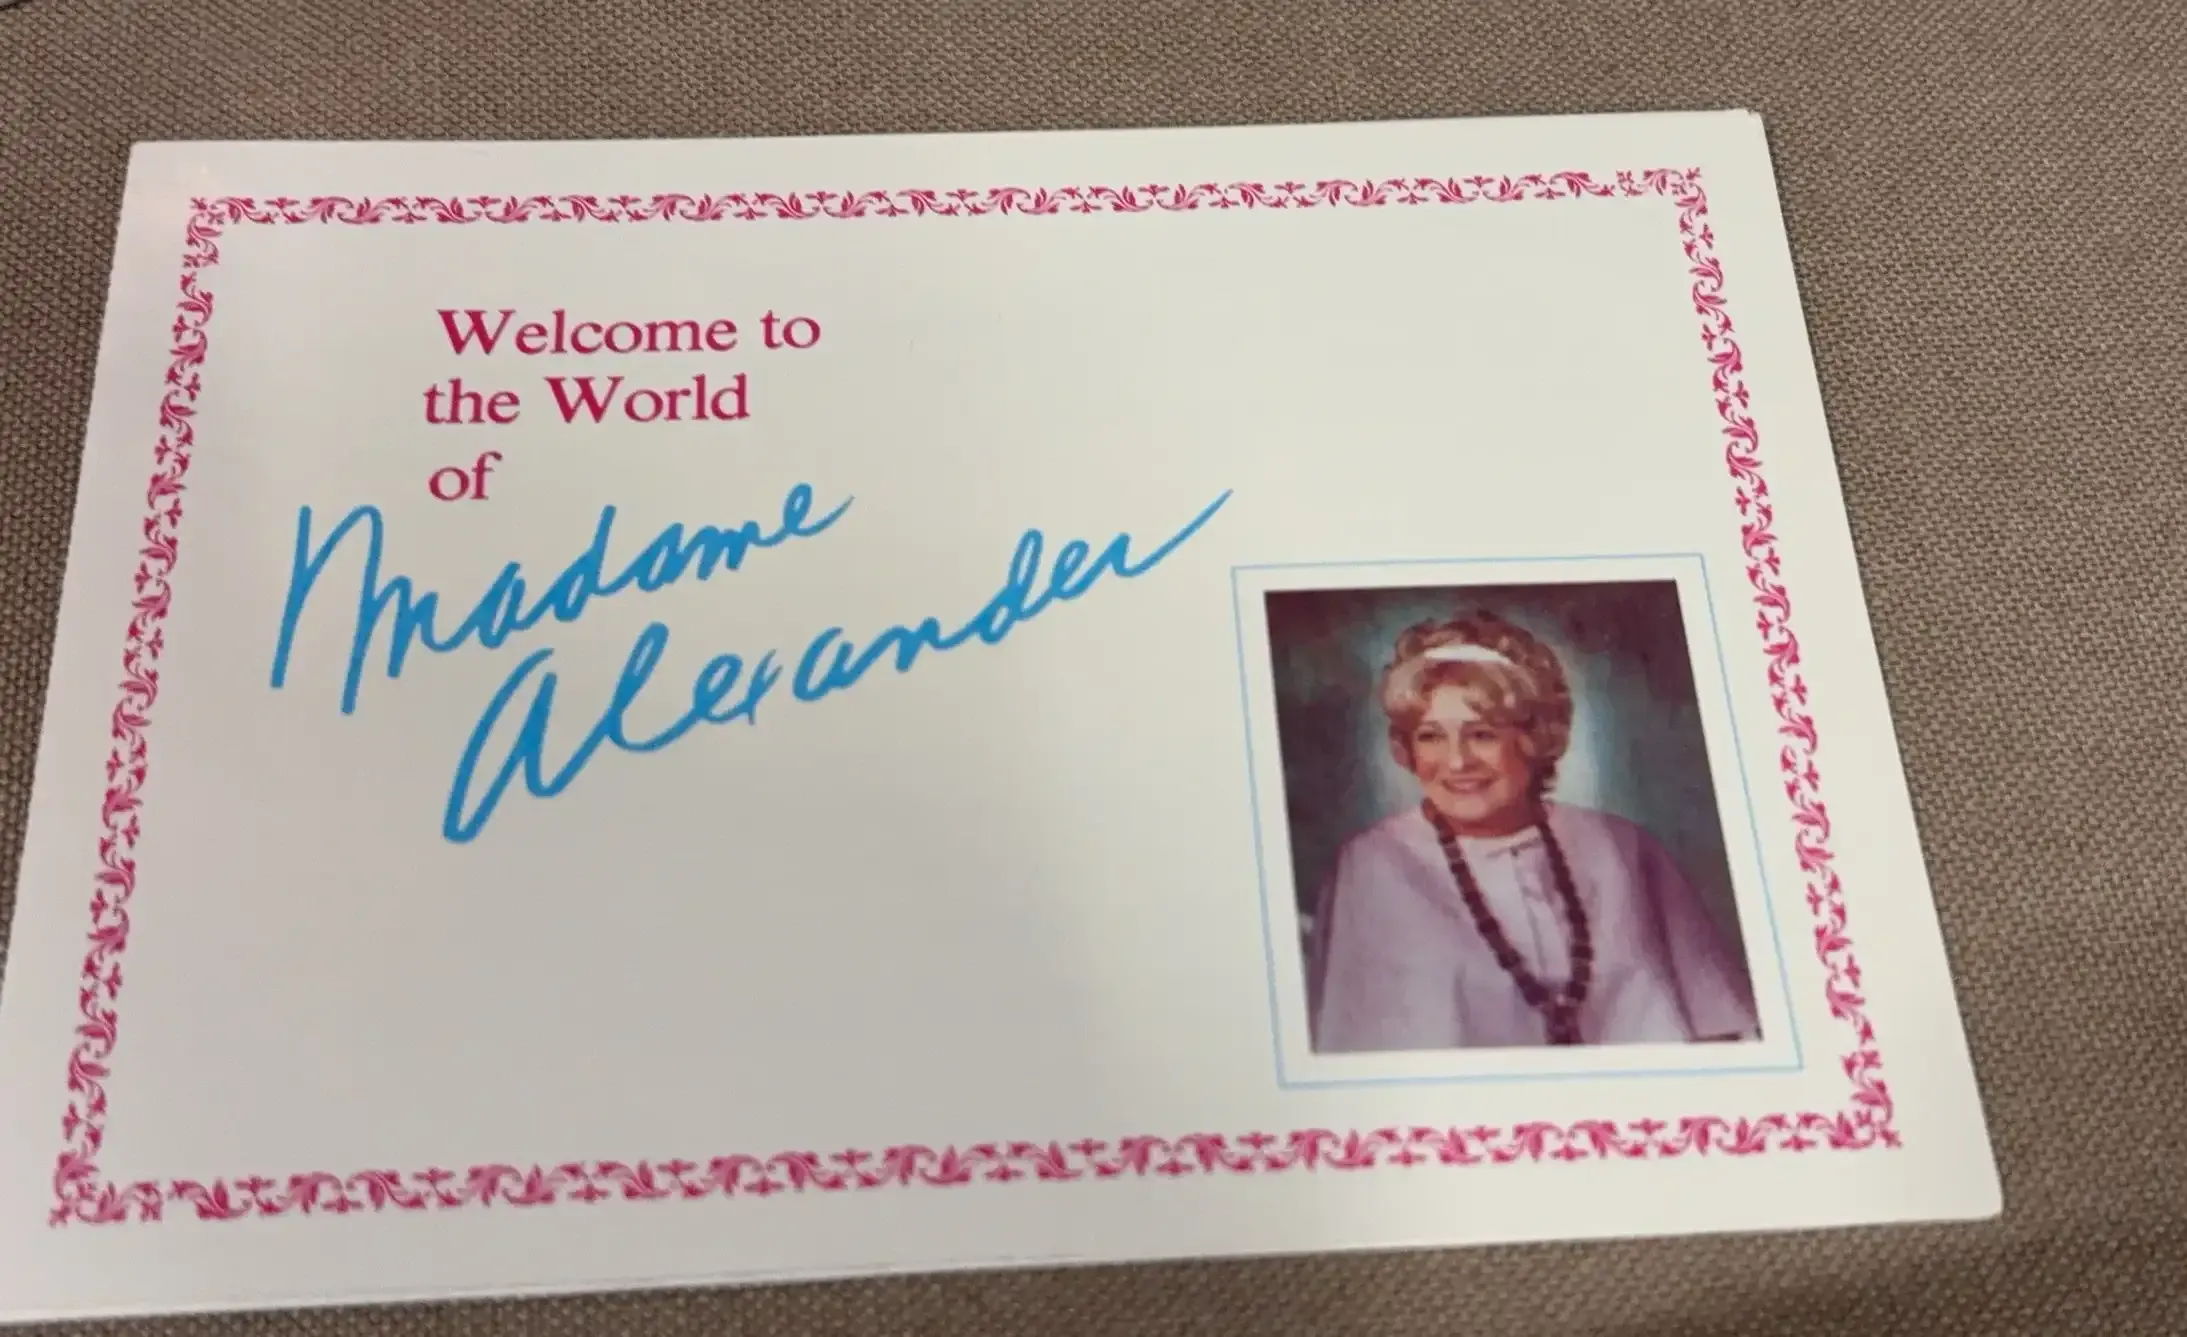 Welcome to
the World
of
Madame
Alexander